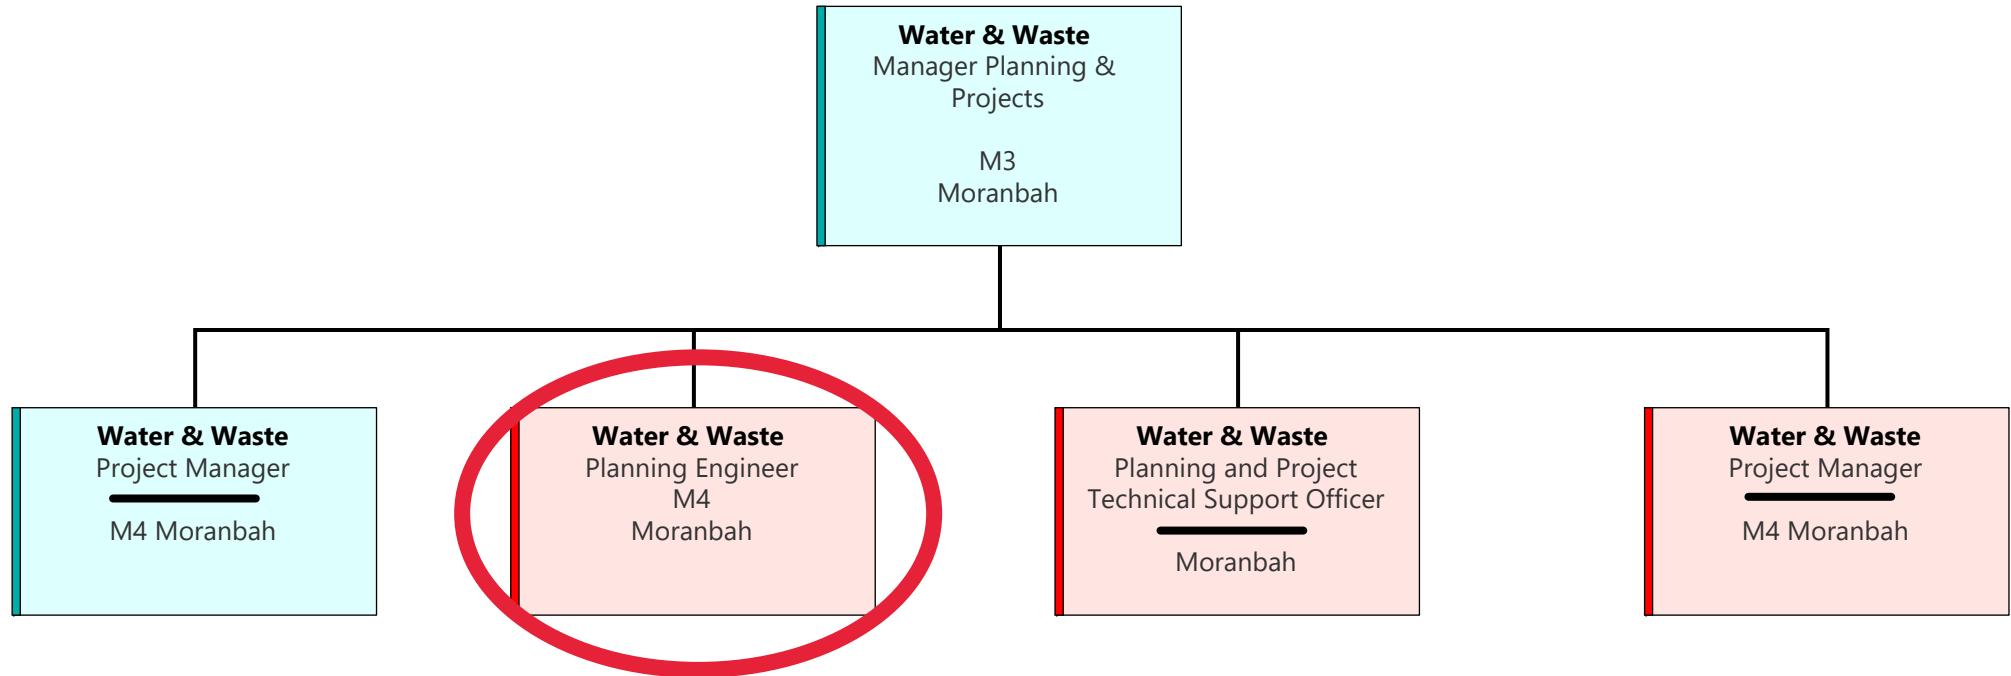 Water & Waste
Manager Planning &
Projects
M3
Moranbah
Water & Waste
Project Manager
M4 Moranbah
Water & Waste
Planning Engineer
M4
Moranbah
Water & Waste
Planning and Project
Technical Support Officer
Moranbah
Water & Waste
Project Manager
M4 Moranbah